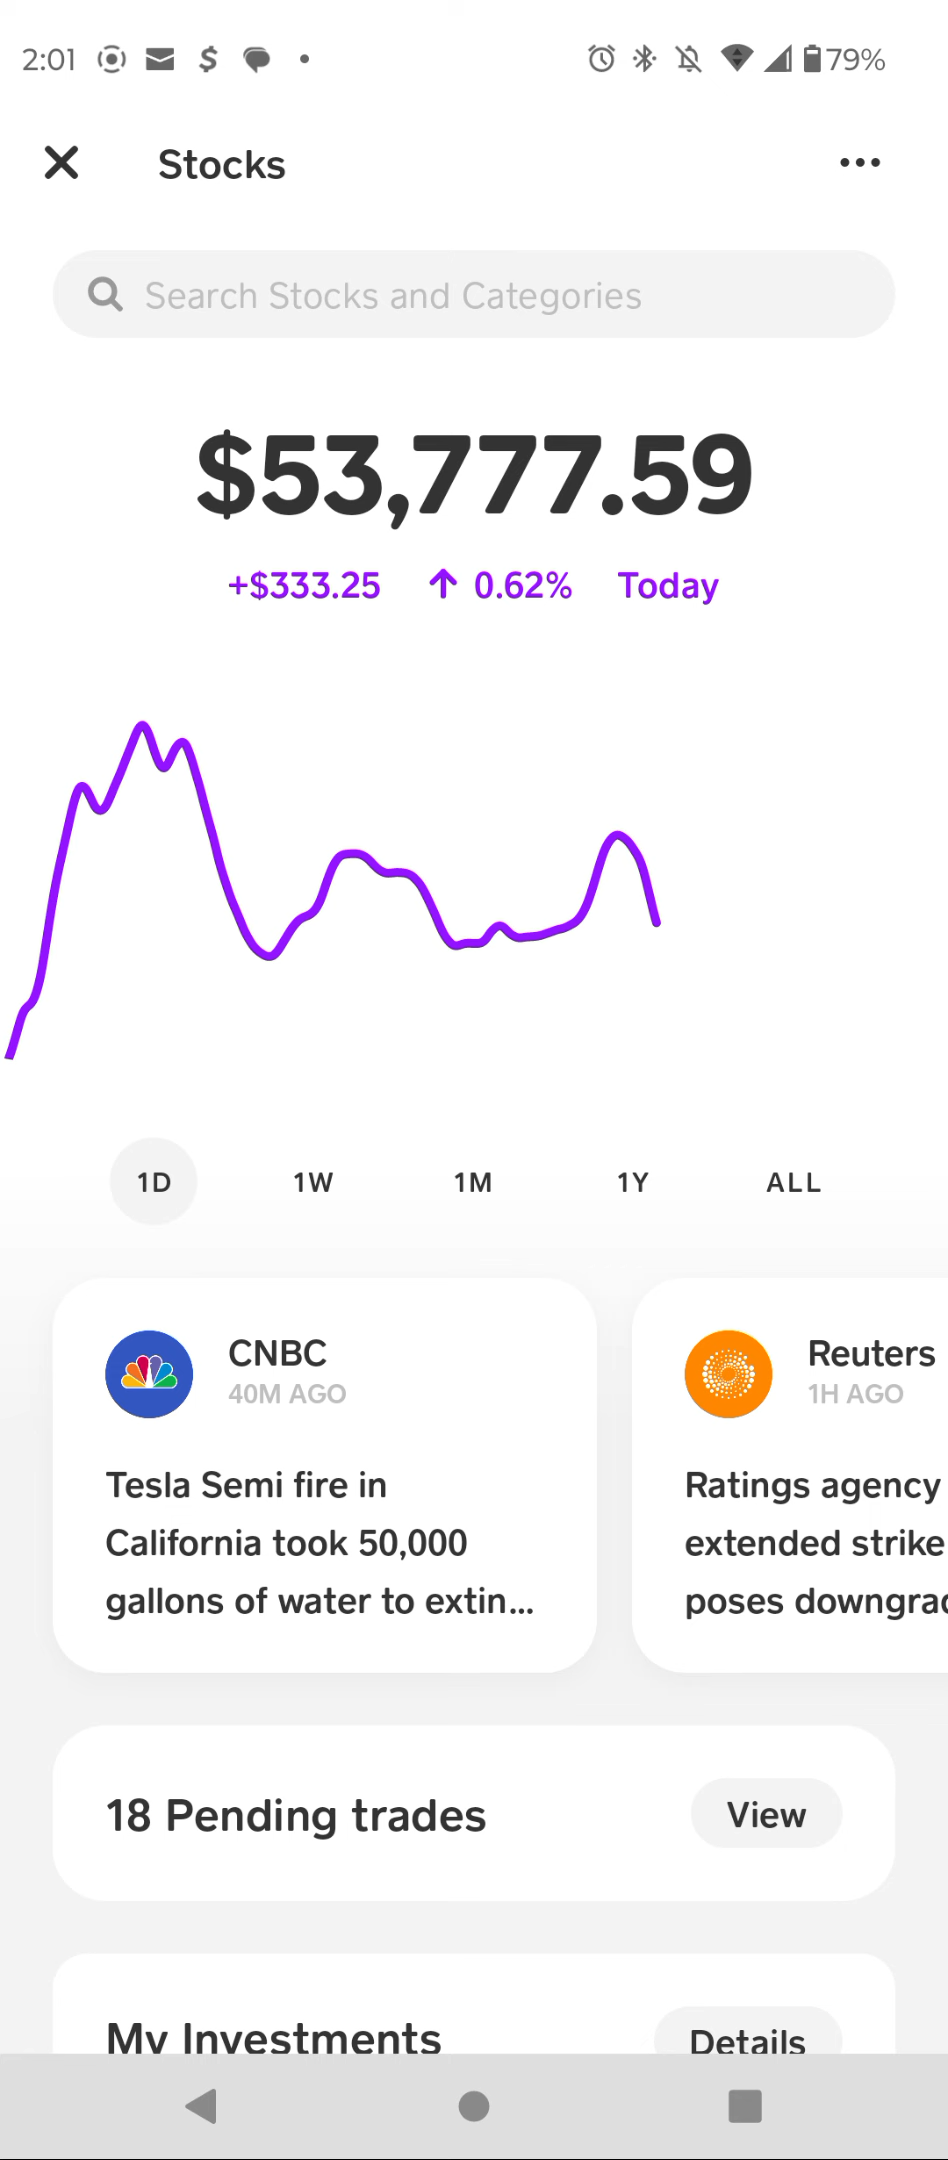 2:01 $ 79%
Stocks
Search Stocks and Categories
$53,777.59
+$333.25 ↑ 0.62% Today
1D 1W 1M 1Y ALL
CNBC
40M AGO
Tesla Semi fire in
California took 50,000
gallons of water to extin...
Reuters
1H AGO
Ratings agency
extended strike
poses downgrad
18 Pending trades View
My Investments Details